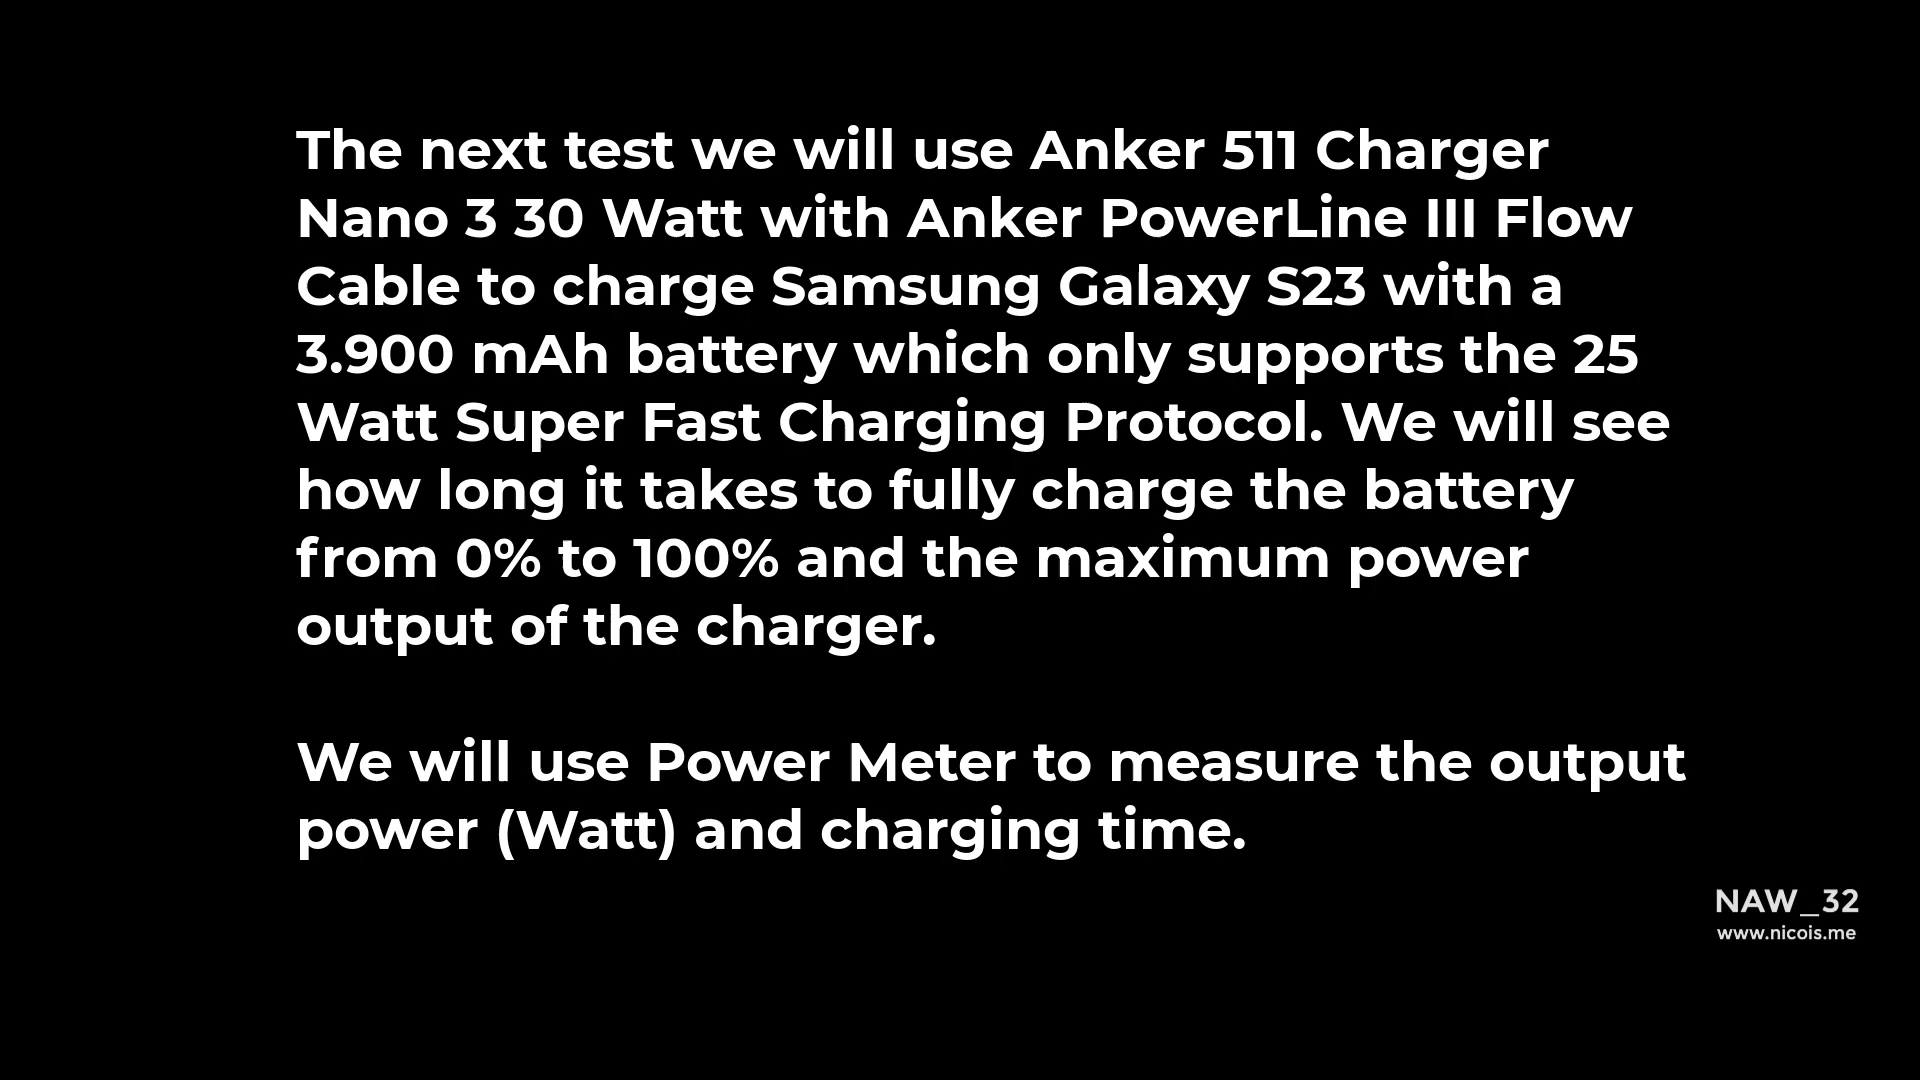 The next test we will use Anker 511 Charger
Nano 3 30 Watt with Anker PowerLine III Flow
Cable to charge Samsung Galaxy S23 with a
3.900 mAh battery which only supports the 25
Watt Super Fast Charging Protocol. We will see
how long it takes to fully charge the battery
from 0% to 100% and the maximum power
output of the charger.
We will use Power Meter to measure the output
power (Watt) and charging time.
NAW_32
www.nicois.me